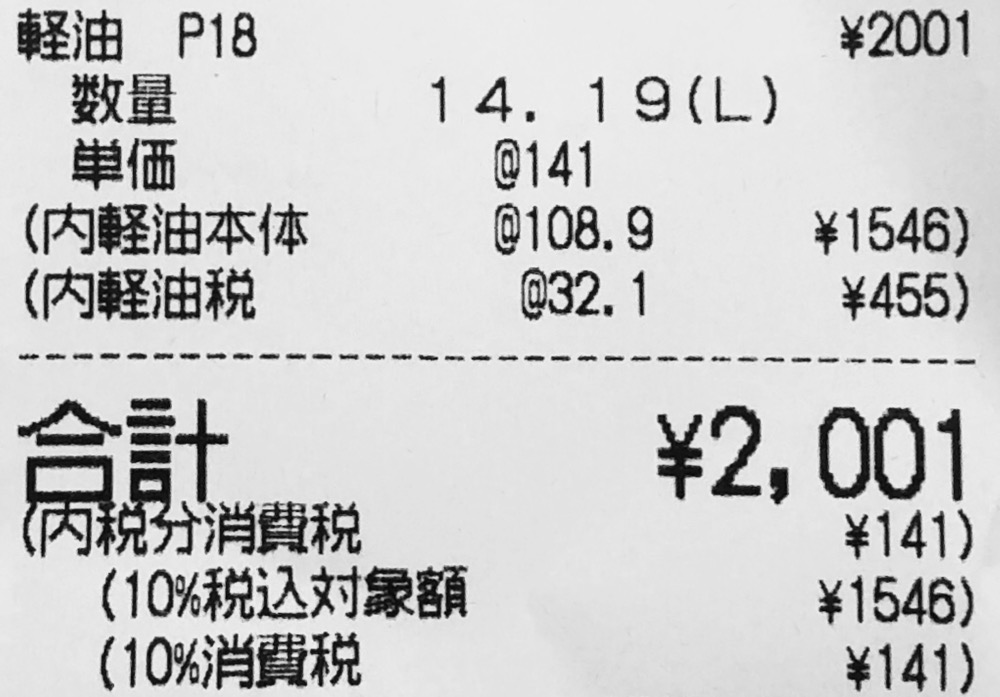 軽油 P18 ¥2001
数量 14.19(L)
単価 @141
(内軽油本体 @108.9 ¥1546)
(内軽油税 @32.1 ¥455)
合計 ¥2,001
(内税分消費税 ¥141)
(10%税込対象額 ¥1546)
(10%消費税 ¥141)